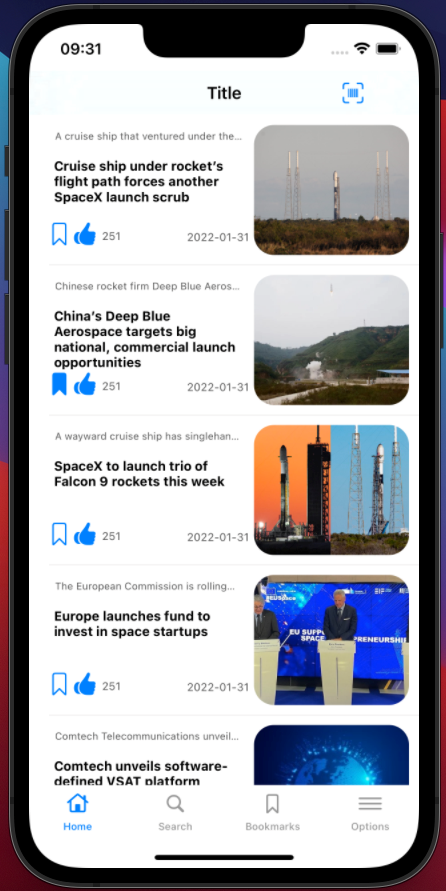 09:31
Title
A cruise ship that ventured under the...
Cruise ship under rocket's
flight path forces another
SpaceX launch scrub
251
2022-01-31
Chinese rocket firm Deep Blue Aeros...
China's Deep Blue
Aerospace targets big
national, commercial launch
opportunities
251
2022-01-31
A wayward cruise ship has singlehan...
SpaceX to launch trio of
Falcon 9 rockets this week
251
2022-01-31
The European Commission is rolling...
Europe launches fund to
invest in space startups
251
2022-01-31
EU SUPP
SPACE
PRENEURSHIP
Comtech Telecommunications unveil...
Comtech unveils software-
defined VSAT platform
Home
Search
Bookmarks
Options